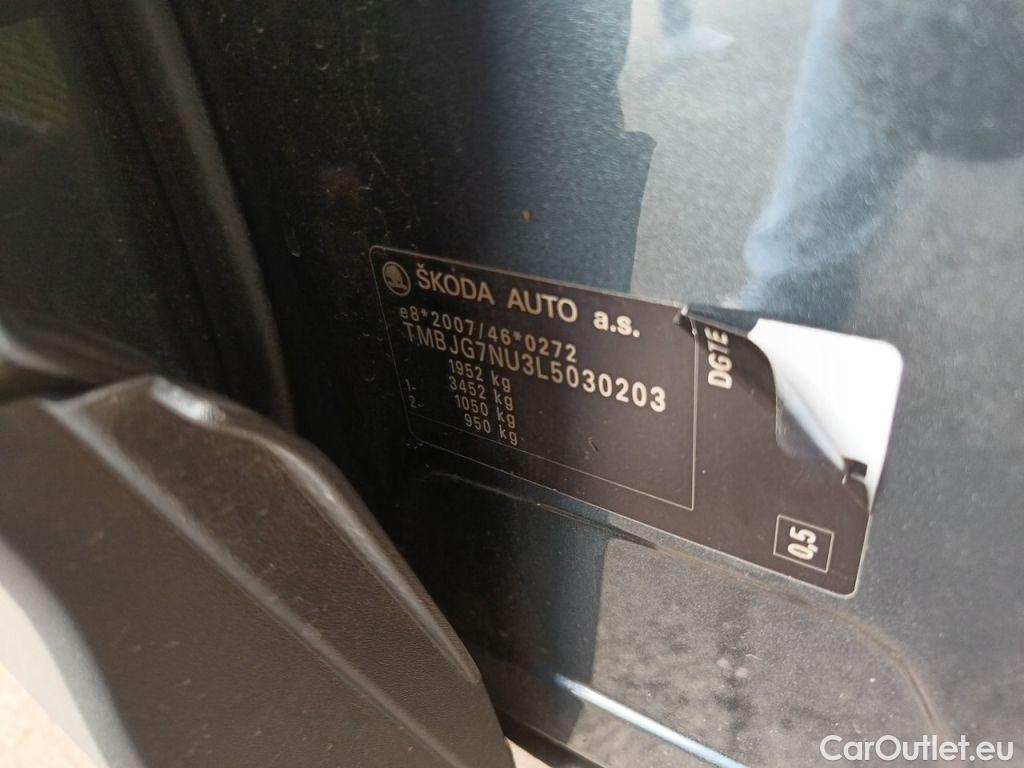 ŠKODA AUTO a.s.
e8*2007/46*0272
TMBJG7NU3L5030203
1952 kg
3452 kg
1- 1050 kg
2- 950 kg
DG1E
0,5
CarOutlet.eu